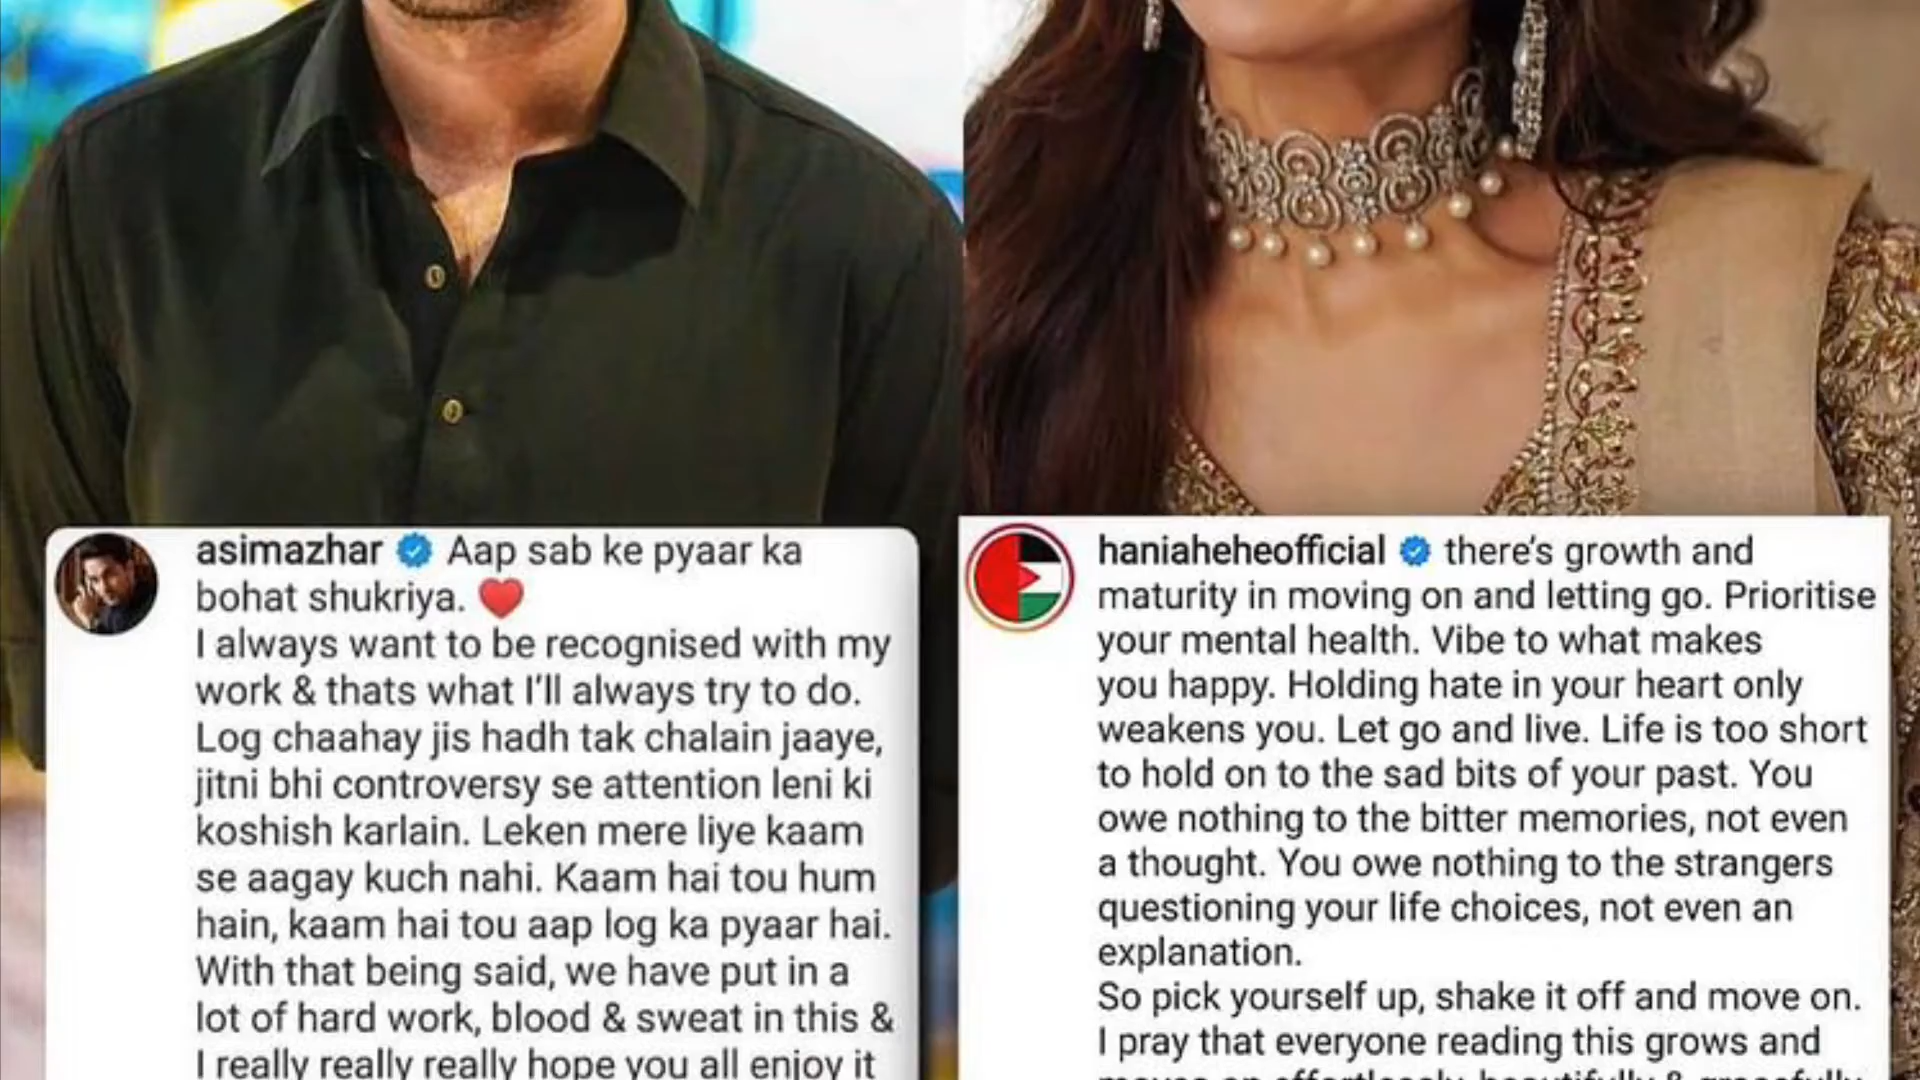 asimazhar Aap sab ke pyaar ka
bohat shukriya. ❤️
I always want to be recognised with my
work & thats what I'll always try to do.
Log chaahay jis hadh tak chalain jaaye,
jitni bhi controversy se attention leni ki
koshish karlain. Leken mere liye kaam
se aagay kuch nahi. Kaam hai tou hum
hain, kaam hai tou aap log ka pyaar hai.
With that being said, we have put in a
lot of hard work, blood & sweat in this &
I really really really hope you all enjoy it
haniaheheofficial there's growth and
maturity in moving on and letting go. Prioritise
your mental health. Vibe to what makes
you happy. Holding hate in your heart only
weakens you. Let go and live. Life is too short
to hold on to the sad bits of your past. You
owe nothing to the bitter memories, not even
a thought. You owe nothing to the strangers
questioning your life choices, not even an
explanation.
So pick yourself up, shake it off and move on.
I pray that everyone reading this grows and
moves on effortlessly, beautifully & gracefully